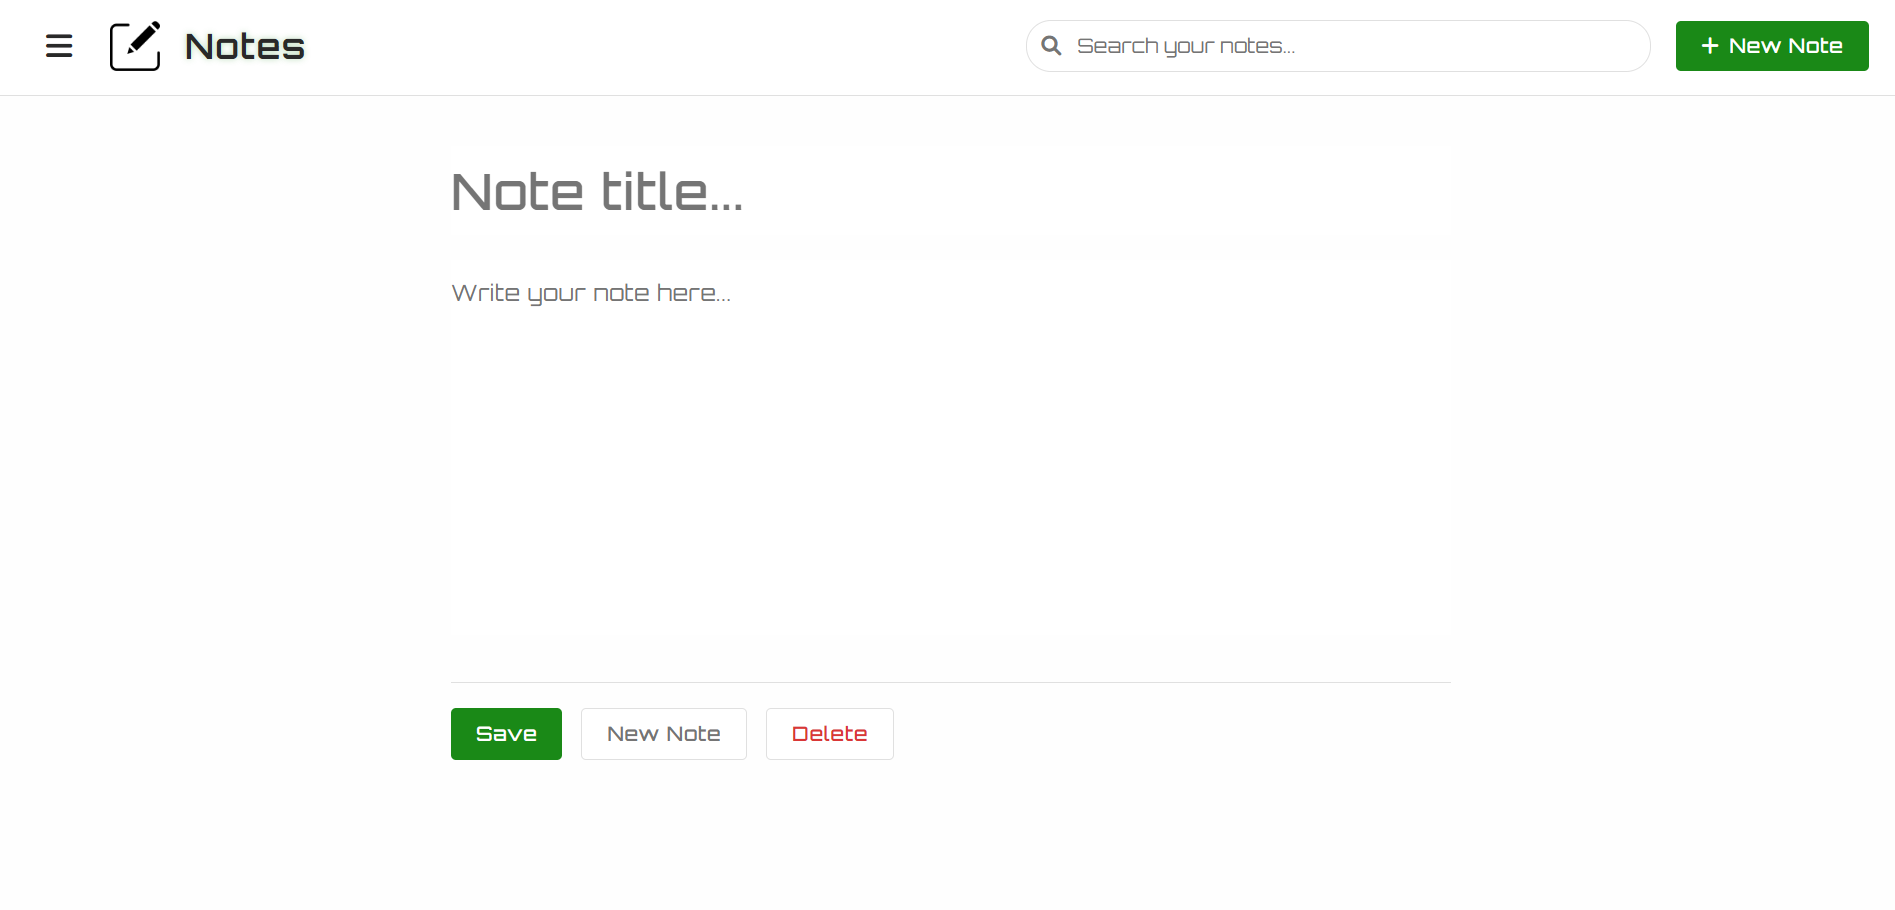 Notes
Search your notes...
+ New Note
Note title...
Write your note here...
Save
New Note
Delete